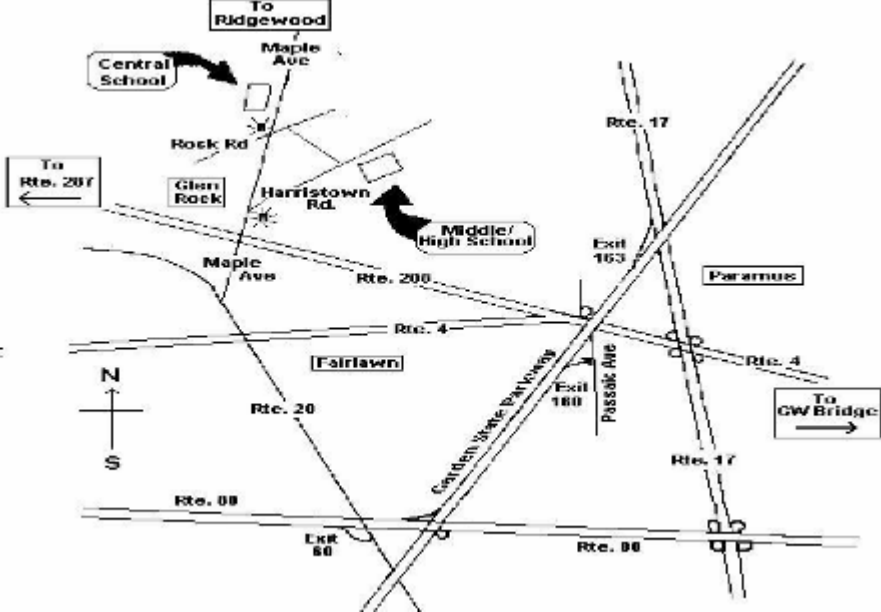 To
Ridgewood
Maple
Ave
Central
School
Rte. 17
Rock Rd
To
Rte. 287
Glen
Rock
Harristown
Rd.
Middle/
High School
Exit
163
Maple
Ave
Rte. 208
Paramus
Rte. 4
Fairlawn
Rte. 4
Garden State Parkway
Exit
160
Passaic Ave
N
To
GW Bridge
Rte. 20
S
Rte. 17
Rte. 80
Exit
60
Rte. 80